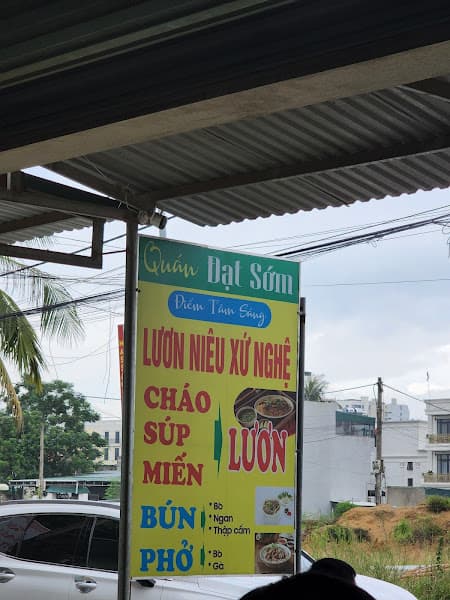 Quán Đạt Sớm
Điểm Tâm Sáng
LƯƠN NIÊU XỨ NGHỆ
CHÁO
SÚP
MIẾN
LƯƠN
BÚN
• Bò
• Ngan
• Thập cẩm
PHỞ
• Bò
• Gà